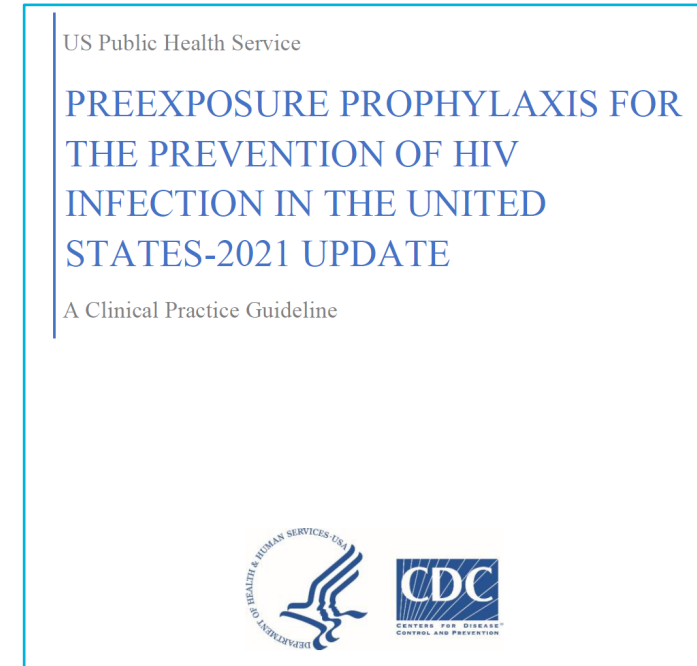 US Public Health Service
PREEXPOSURE PROPHYLAXIS FOR
THE PREVENTION OF HIV
INFECTION IN THE UNITED
STATES-2021 UPDATE
A Clinical Practice Guideline
DEPARTMENT OF HEALTH & HUMAN SERVICES·USA
CDC
CENTERS FOR DISEASE™
CONTROL AND PREVENTION